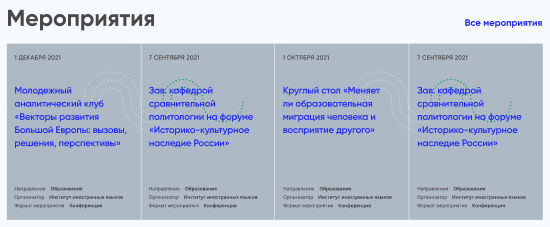 Мероприятия
Все мероприятия
1 ДЕКАБРЯ 2021
Молодежный
аналитический клуб
«Векторы развития
Большой Европы: вызовы,
решения, перспективы»
Направление Образование
Организатор Институт иностранных языков
Формат мероприятия Конференция
7 СЕНТЯБРЯ 2021
Зав. кафедрой
сравнительной
политологии на форуме
«Историко-культурное
наследие России»
Направление Образование
Организатор Институт иностранных языков
Формат мероприятия Конференция
1 ОКТЯБРЯ 2021
Круглый стол «Меняет
ли образовательная
миграция человека и
восприятие другого»
Направление Образование
Организатор Институт иностранных языков
Формат мероприятия Конференция
7 СЕНТЯБРЯ 2021
Зав. кафедрой
сравнительной
политологии на форуме
«Историко-культурное
наследие России»
Направление Образование
Организатор Институт иностранных языков
Формат мероприятия Конференция